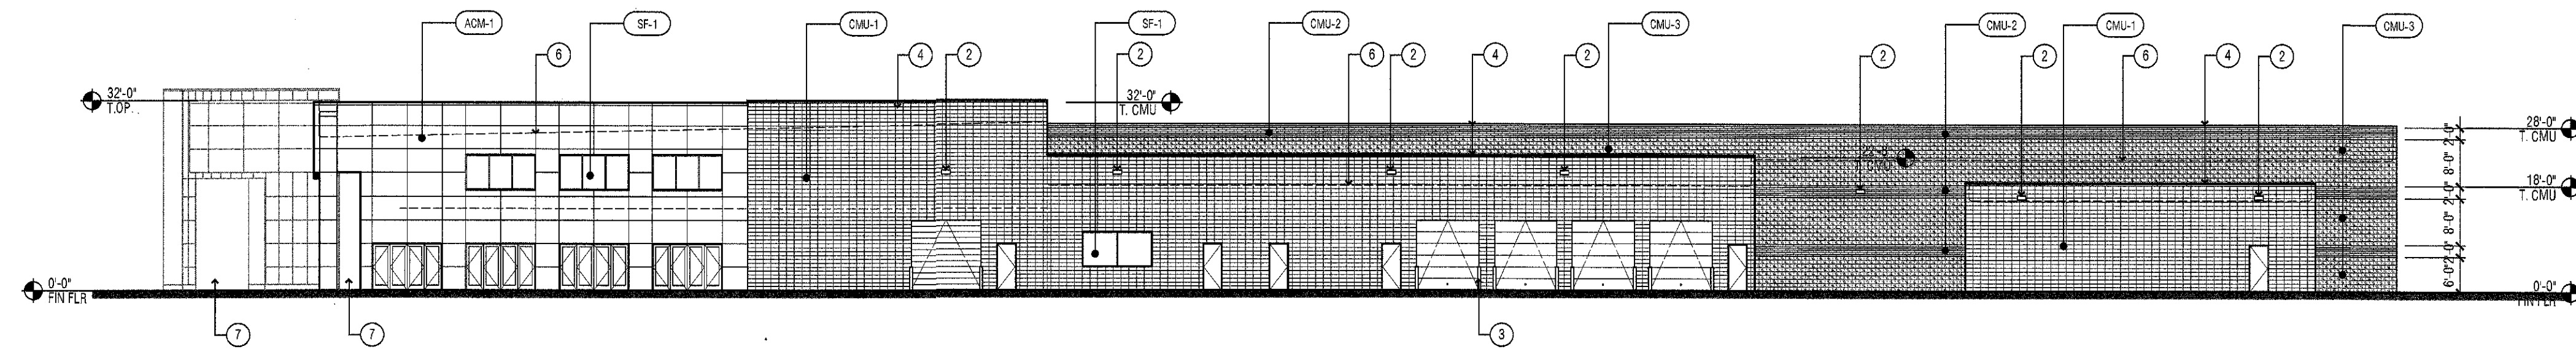 ACM-1
SF-1
CMU-1
SF-1
CMU-2
CMU-3
CMU-2
CMU-1
CMU-3
6
4
2
2
6
2
4
2
2
2
6
4
2
32'-0"
T.OP.
32'-0"
T. CMU
22'-8"
T. CMU
28'-0"
T. CMU
18'-0"
T. CMU
2'-0"
8'-0"
2'-0"
8'-0"
2'-0"
6'-0"
0'-0"
FIN FLR
0'-0"
FIN FLR
7
7
3